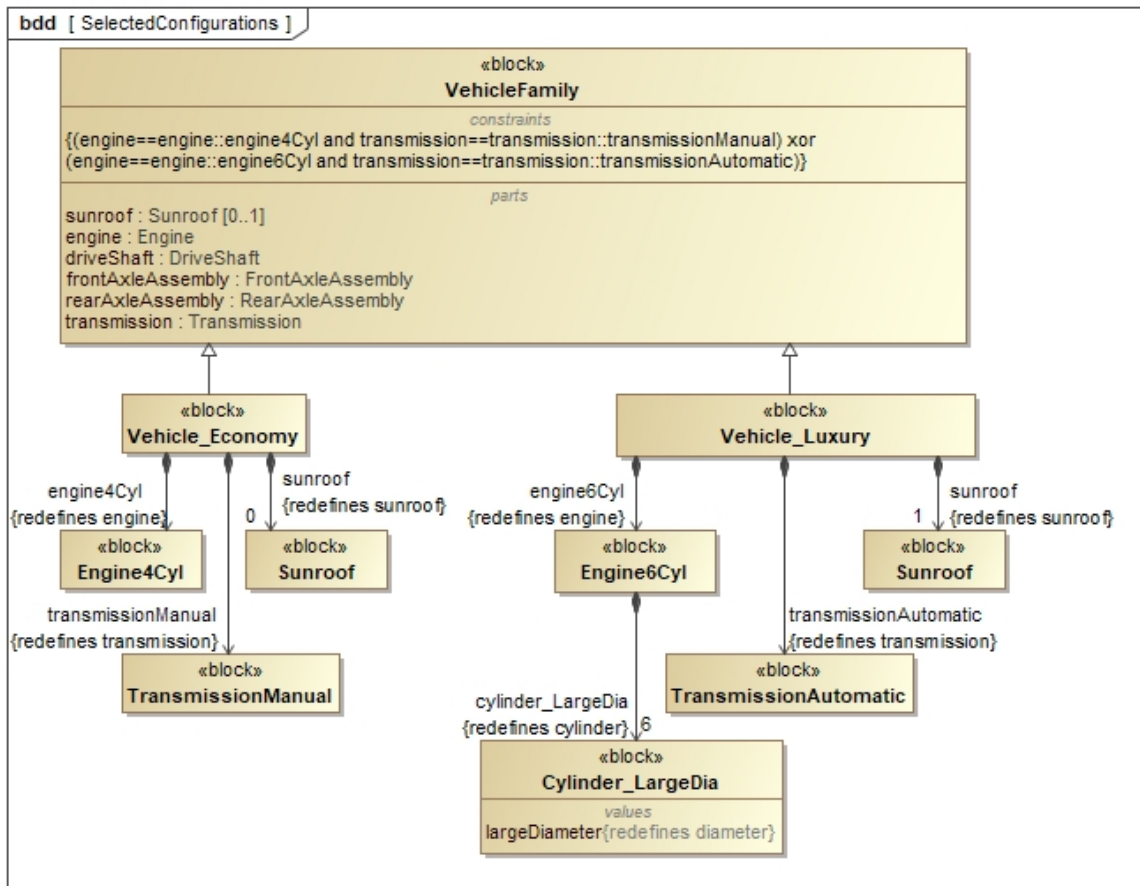 bdd [ SelectedConfigurations ]
«block»
VehicleFamily
constraints
{(engine==engine::engine4Cyl and transmission==transmission::transmissionManual) xor
(engine==engine::engine6Cyl and transmission==transmission::transmissionAutomatic)}
parts
sunroof : Sunroof [0..1]
engine : Engine
driveShaft : DriveShaft
frontAxleAssembly : FrontAxleAssembly
rearAxleAssembly : RearAxleAssembly
transmission : Transmission
«block»
Vehicle_Economy
«block»
Vehicle_Luxury
engine4Cyl
{redefines engine}
sunroof
{redefines sunroof}
0
engine6Cyl
{redefines engine}
sunroof
{redefines sunroof}
1
«block»
Engine4Cyl
«block»
Sunroof
«block»
Engine6Cyl
«block»
Sunroof
transmissionManual
{redefines transmission}
transmissionAutomatic
{redefines transmission}
«block»
TransmissionManual
«block»
TransmissionAutomatic
cylinder_LargeDia
{redefines cylinder}
6
«block»
Cylinder_LargeDia
values
largeDiameter{redefines diameter}